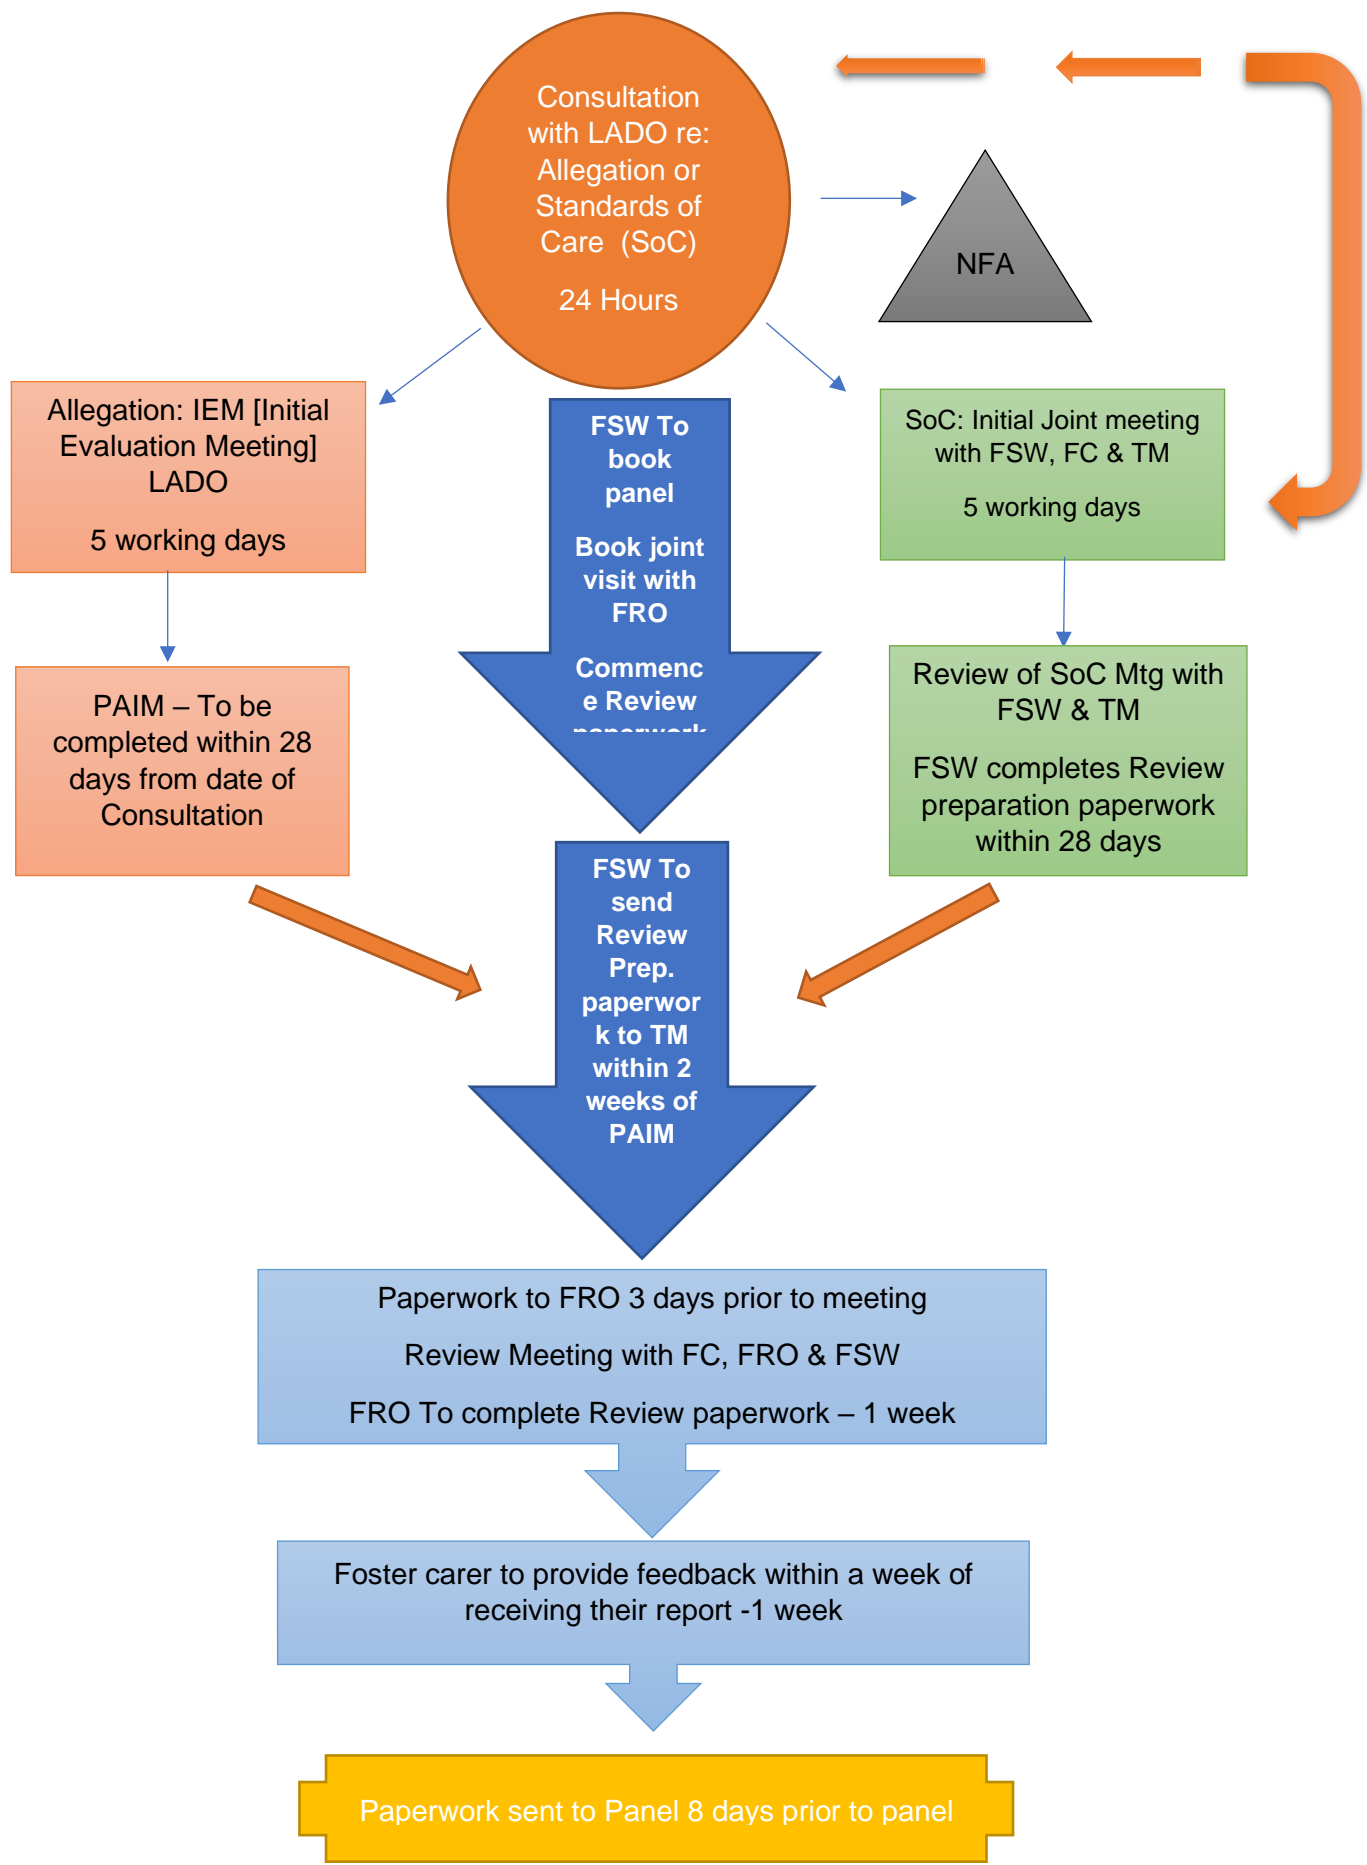 Consultation
with LADO re:
Allegation or
Standards of
Care (SoC)
24 Hours
NFA
Allegation: IEM [Initial
Evaluation Meeting]
LADO
5 working days
FSW To
book
panel
Book joint
visit with
FRO
Commenc
e Review
paperwork
SoC: Initial Joint meeting
with FSW, FC & TM
5 working days
PAIM – To be
completed within 28
days from date of
Consultation
Review of SoC Mtg with
FSW & TM
FSW completes Review
preparation paperwork
within 28 days
FSW To
send
Review
Prep.
paperwor
k to TM
within 2
weeks of
PAIM
Paperwork to FRO 3 days prior to meeting
Review Meeting with FC, FRO & FSW
FRO To complete Review paperwork – 1 week
Foster carer to provide feedback within a week of
receiving their report -1 week
Paperwork sent to Panel 8 days prior to panel